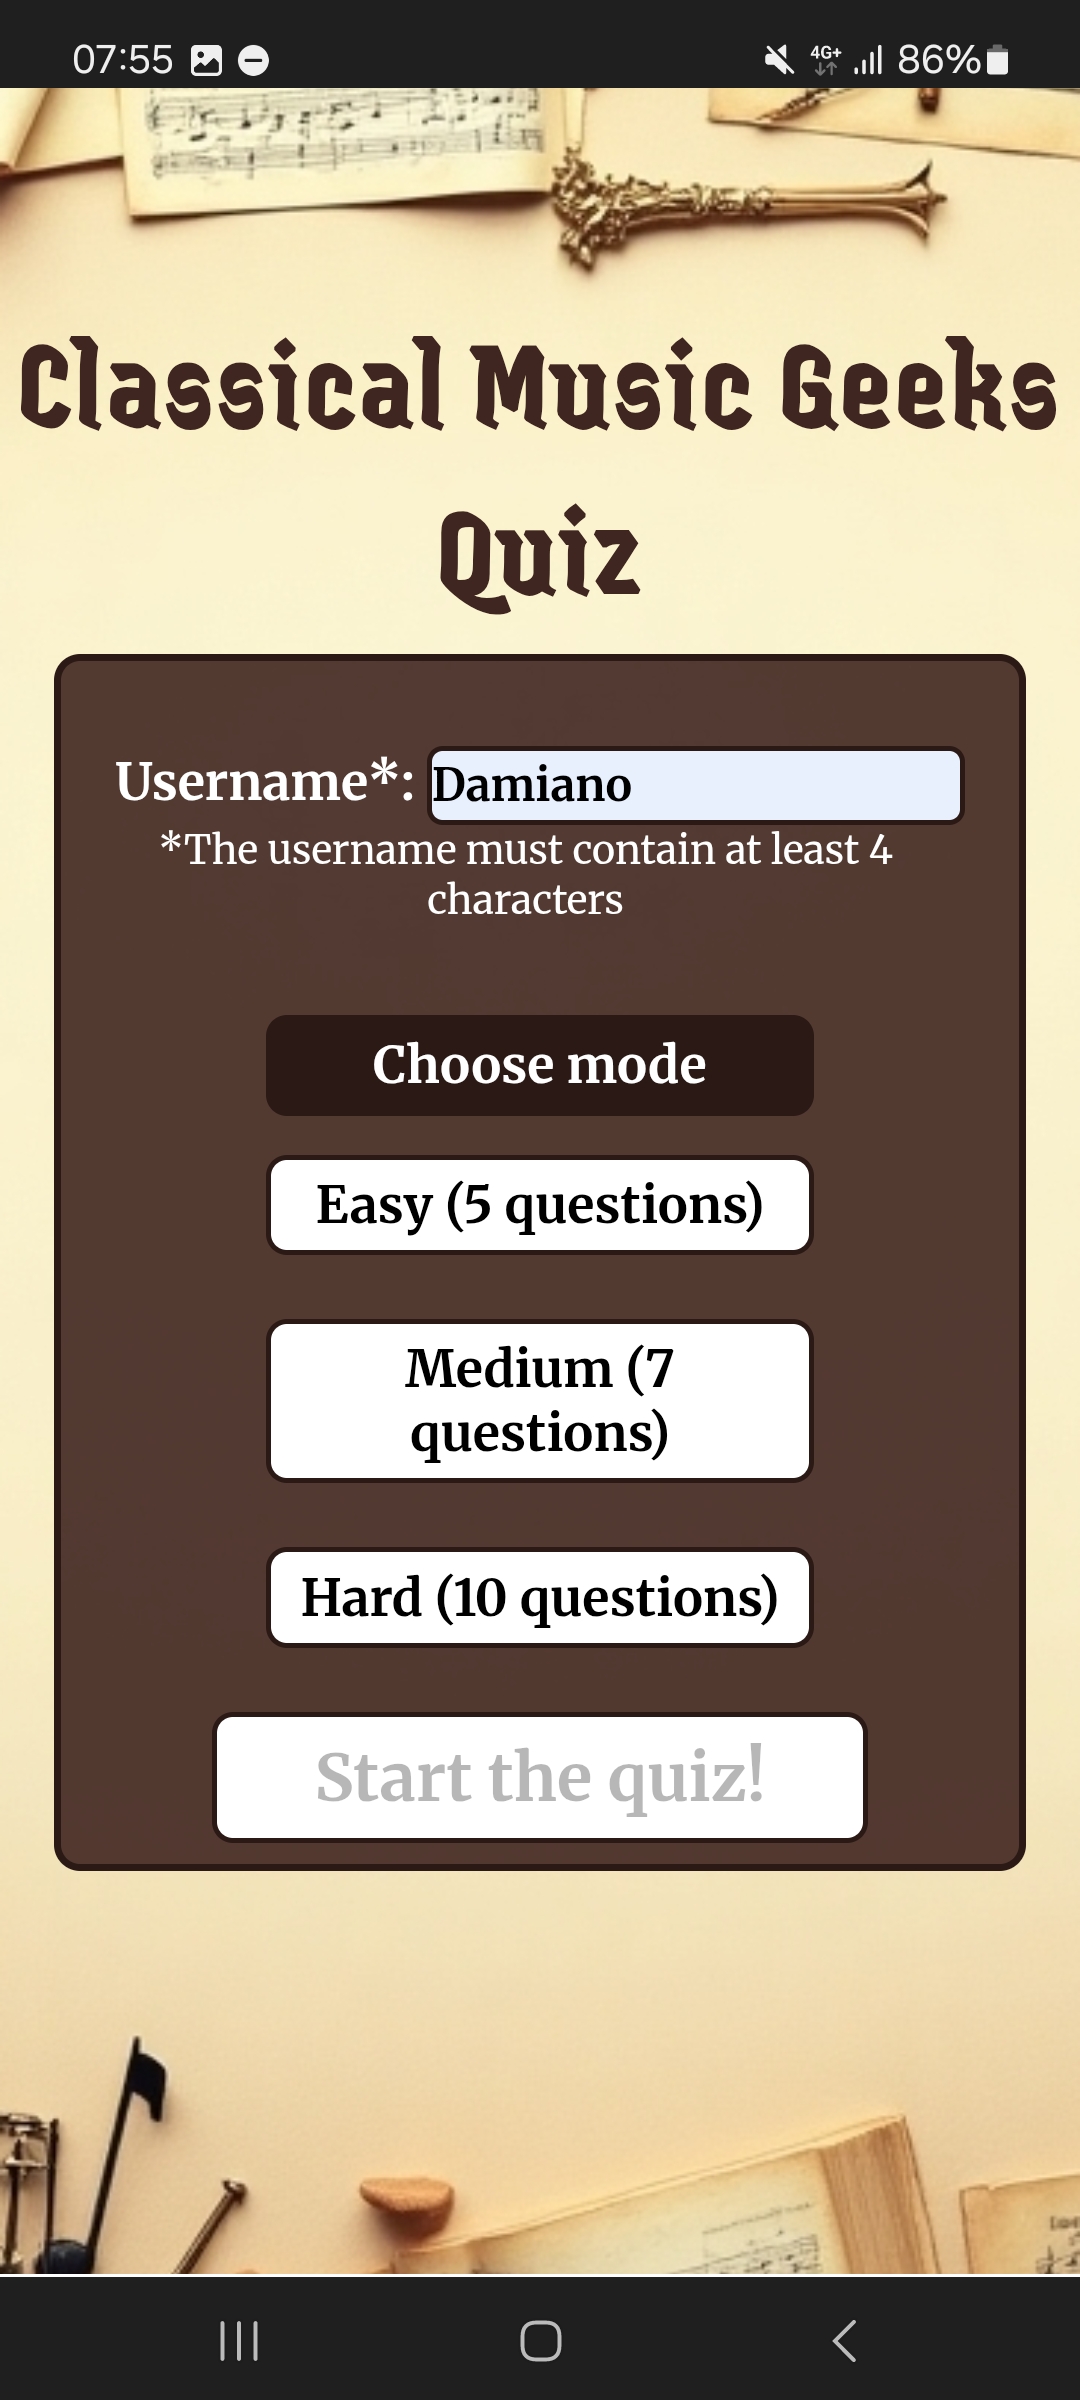 07:55 4G+ 86%
Classical Music Geeks
Quiz
Username*: Damiano
*The username must contain at least 4
characters
Choose mode
Easy (5 questions)
Medium (7
questions)
Hard (10 questions)
Start the quiz!